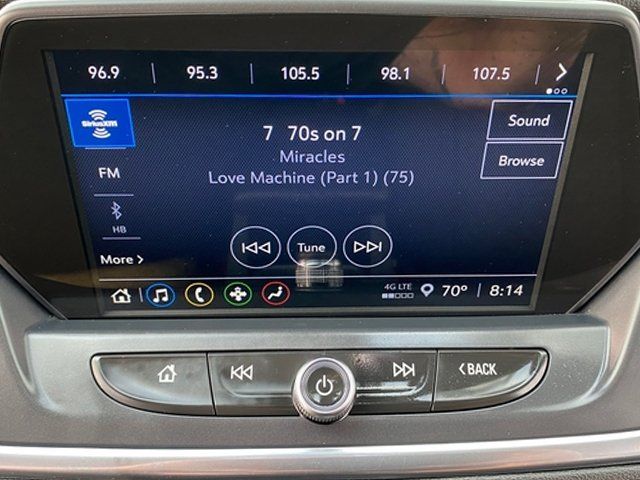 96.9 95.3 105.5 98.1 107.5
SiriusXM
7 70s on 7
Miracles
Love Machine (Part 1) (75)
Sound
Browse
FM
HB
More
Tune
4G LTE
70° 8:14
BACK